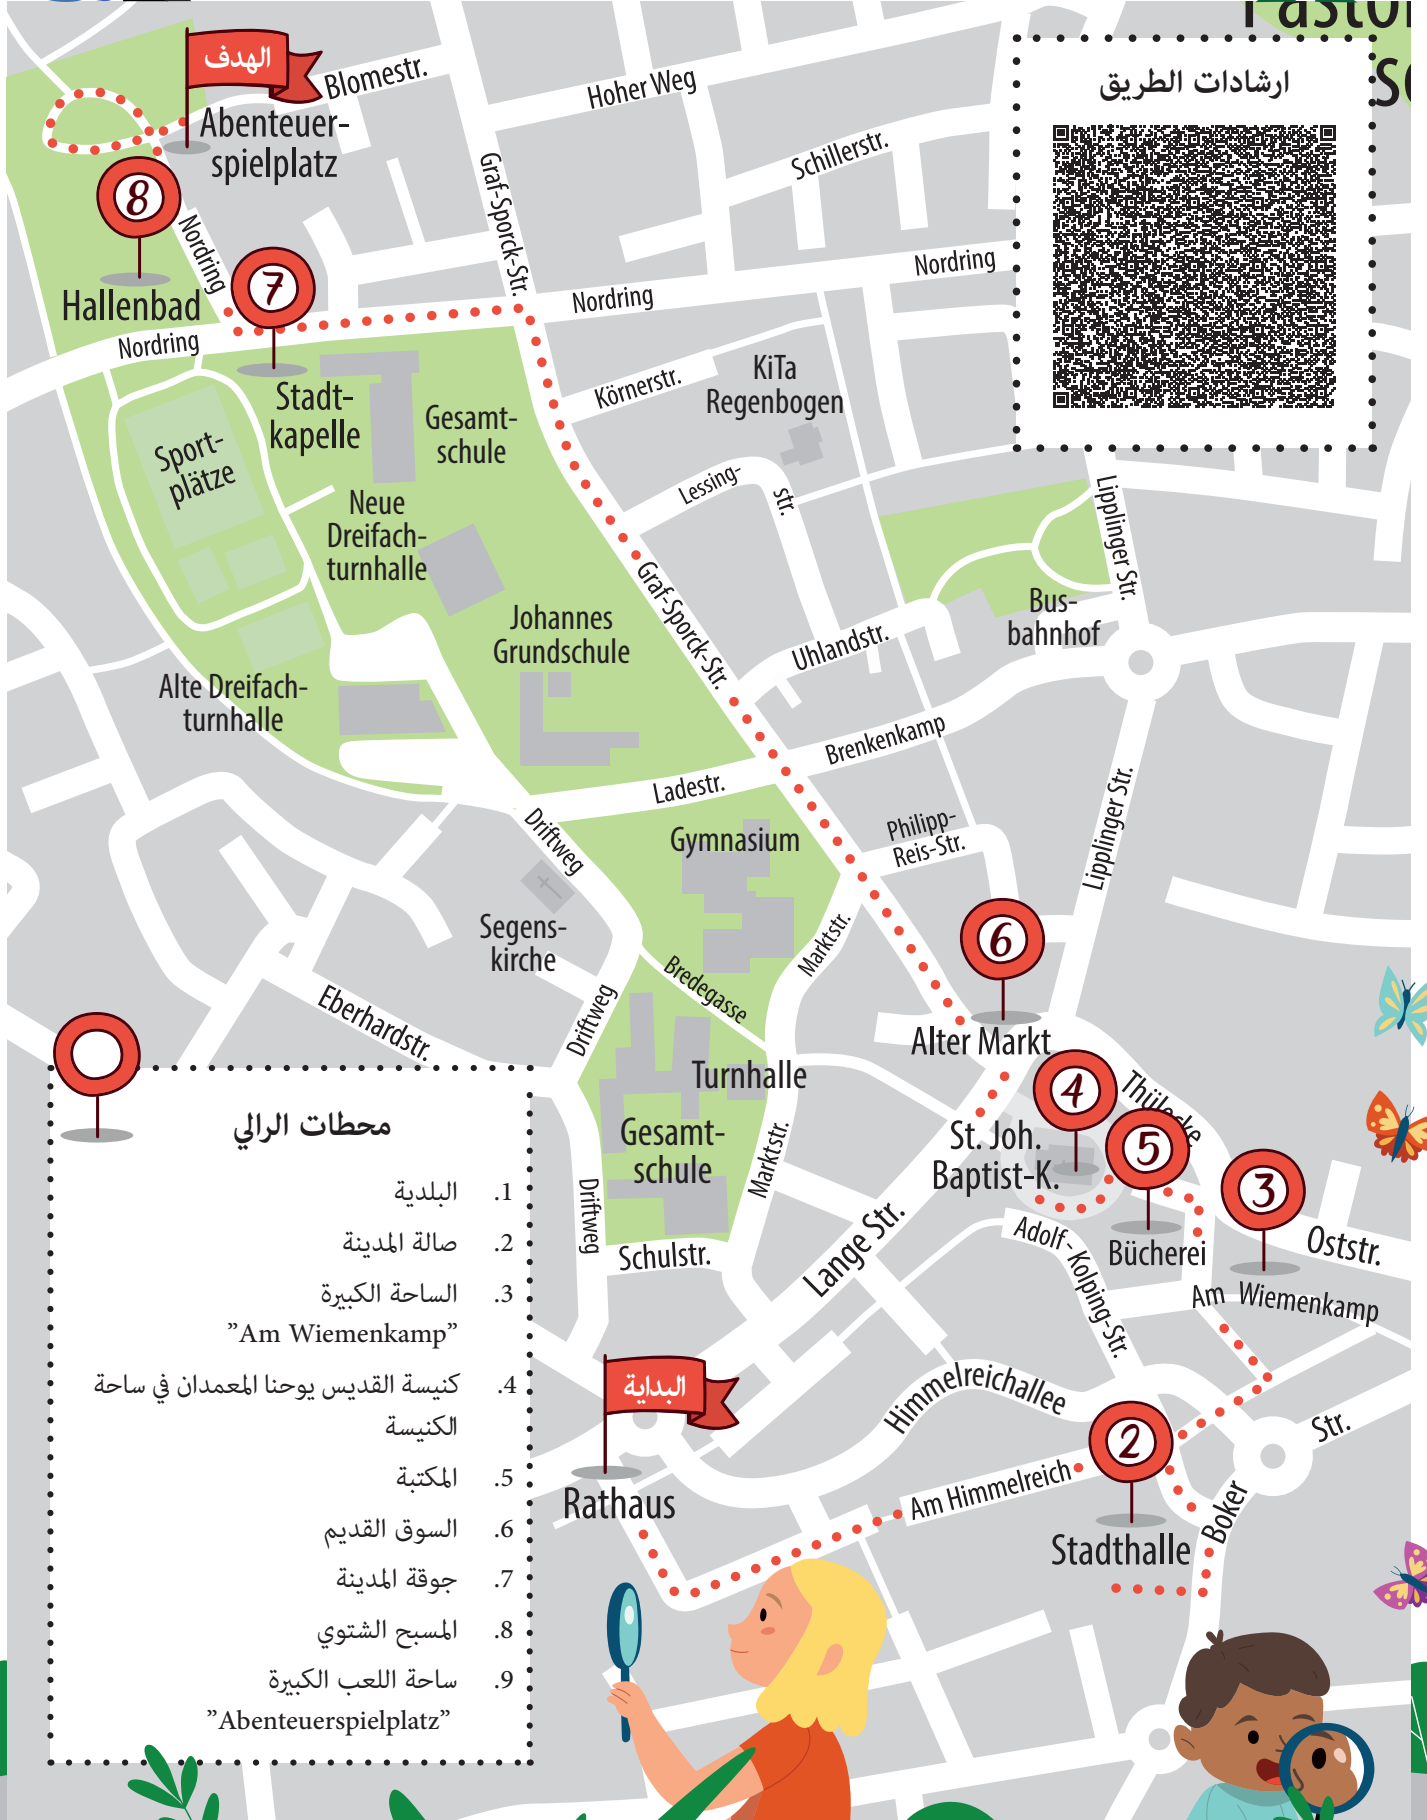 الهدف
Abenteuer-
spielplatz
Blomestr.
Hoher Weg
ارشادات الطريق
Schillerstr.
Graf-Sporck-Str.
8
Nordring
Hallenbad
7
Nordring
Nordring
Nordring
Stadt-
kapelle
Gesamt-
schule
Körnerstr.
KiTa
Regenbogen
Sport-
plätze
Neue
Dreifach-
turnhalle
Lessing-
str.
Lipplinger Str.
Graf-Sporck-Str.
Johannes
Grundschule
Uhlandstr.
Bus-
bahnhof
Alte Dreifach-
turnhalle
Brenkenkamp
Ladestr.
Lipplinger Str.
Driftweg
Gymnasium
Philipp-
Reis-Str.
Segens-
kirche
Marktstr.
6
Bredegasse
Eberhardstr.
Driftweg
Alter Markt
Turnhalle
4
Thülecke
Gesamt-
schule
Marktstr.
St. Joh.
Baptist-K.
5
3
Driftweg
Schulstr.
Lange Str.
Adolf-Kolping-Str.
Bücherei
Oststr.
Am Wiemenkamp
البداية
Rathaus
Himmelreichallee
2
Am Himmelreich
Stadthalle
Boker
Str.
محطات الرالي
1. البلدية
2. صالة المدينة
3. الساحة الكبيرة
”Am Wiemenkamp“
4. كنيسة القديس يوحنا المعمدان في ساحة
الكنيسة
5. المكتبة
6. السوق القديم
7. جوقة المدينة
8. المسبح الشتوي
9. ساحة اللعب الكبيرة
”Abenteuerspielplatz“